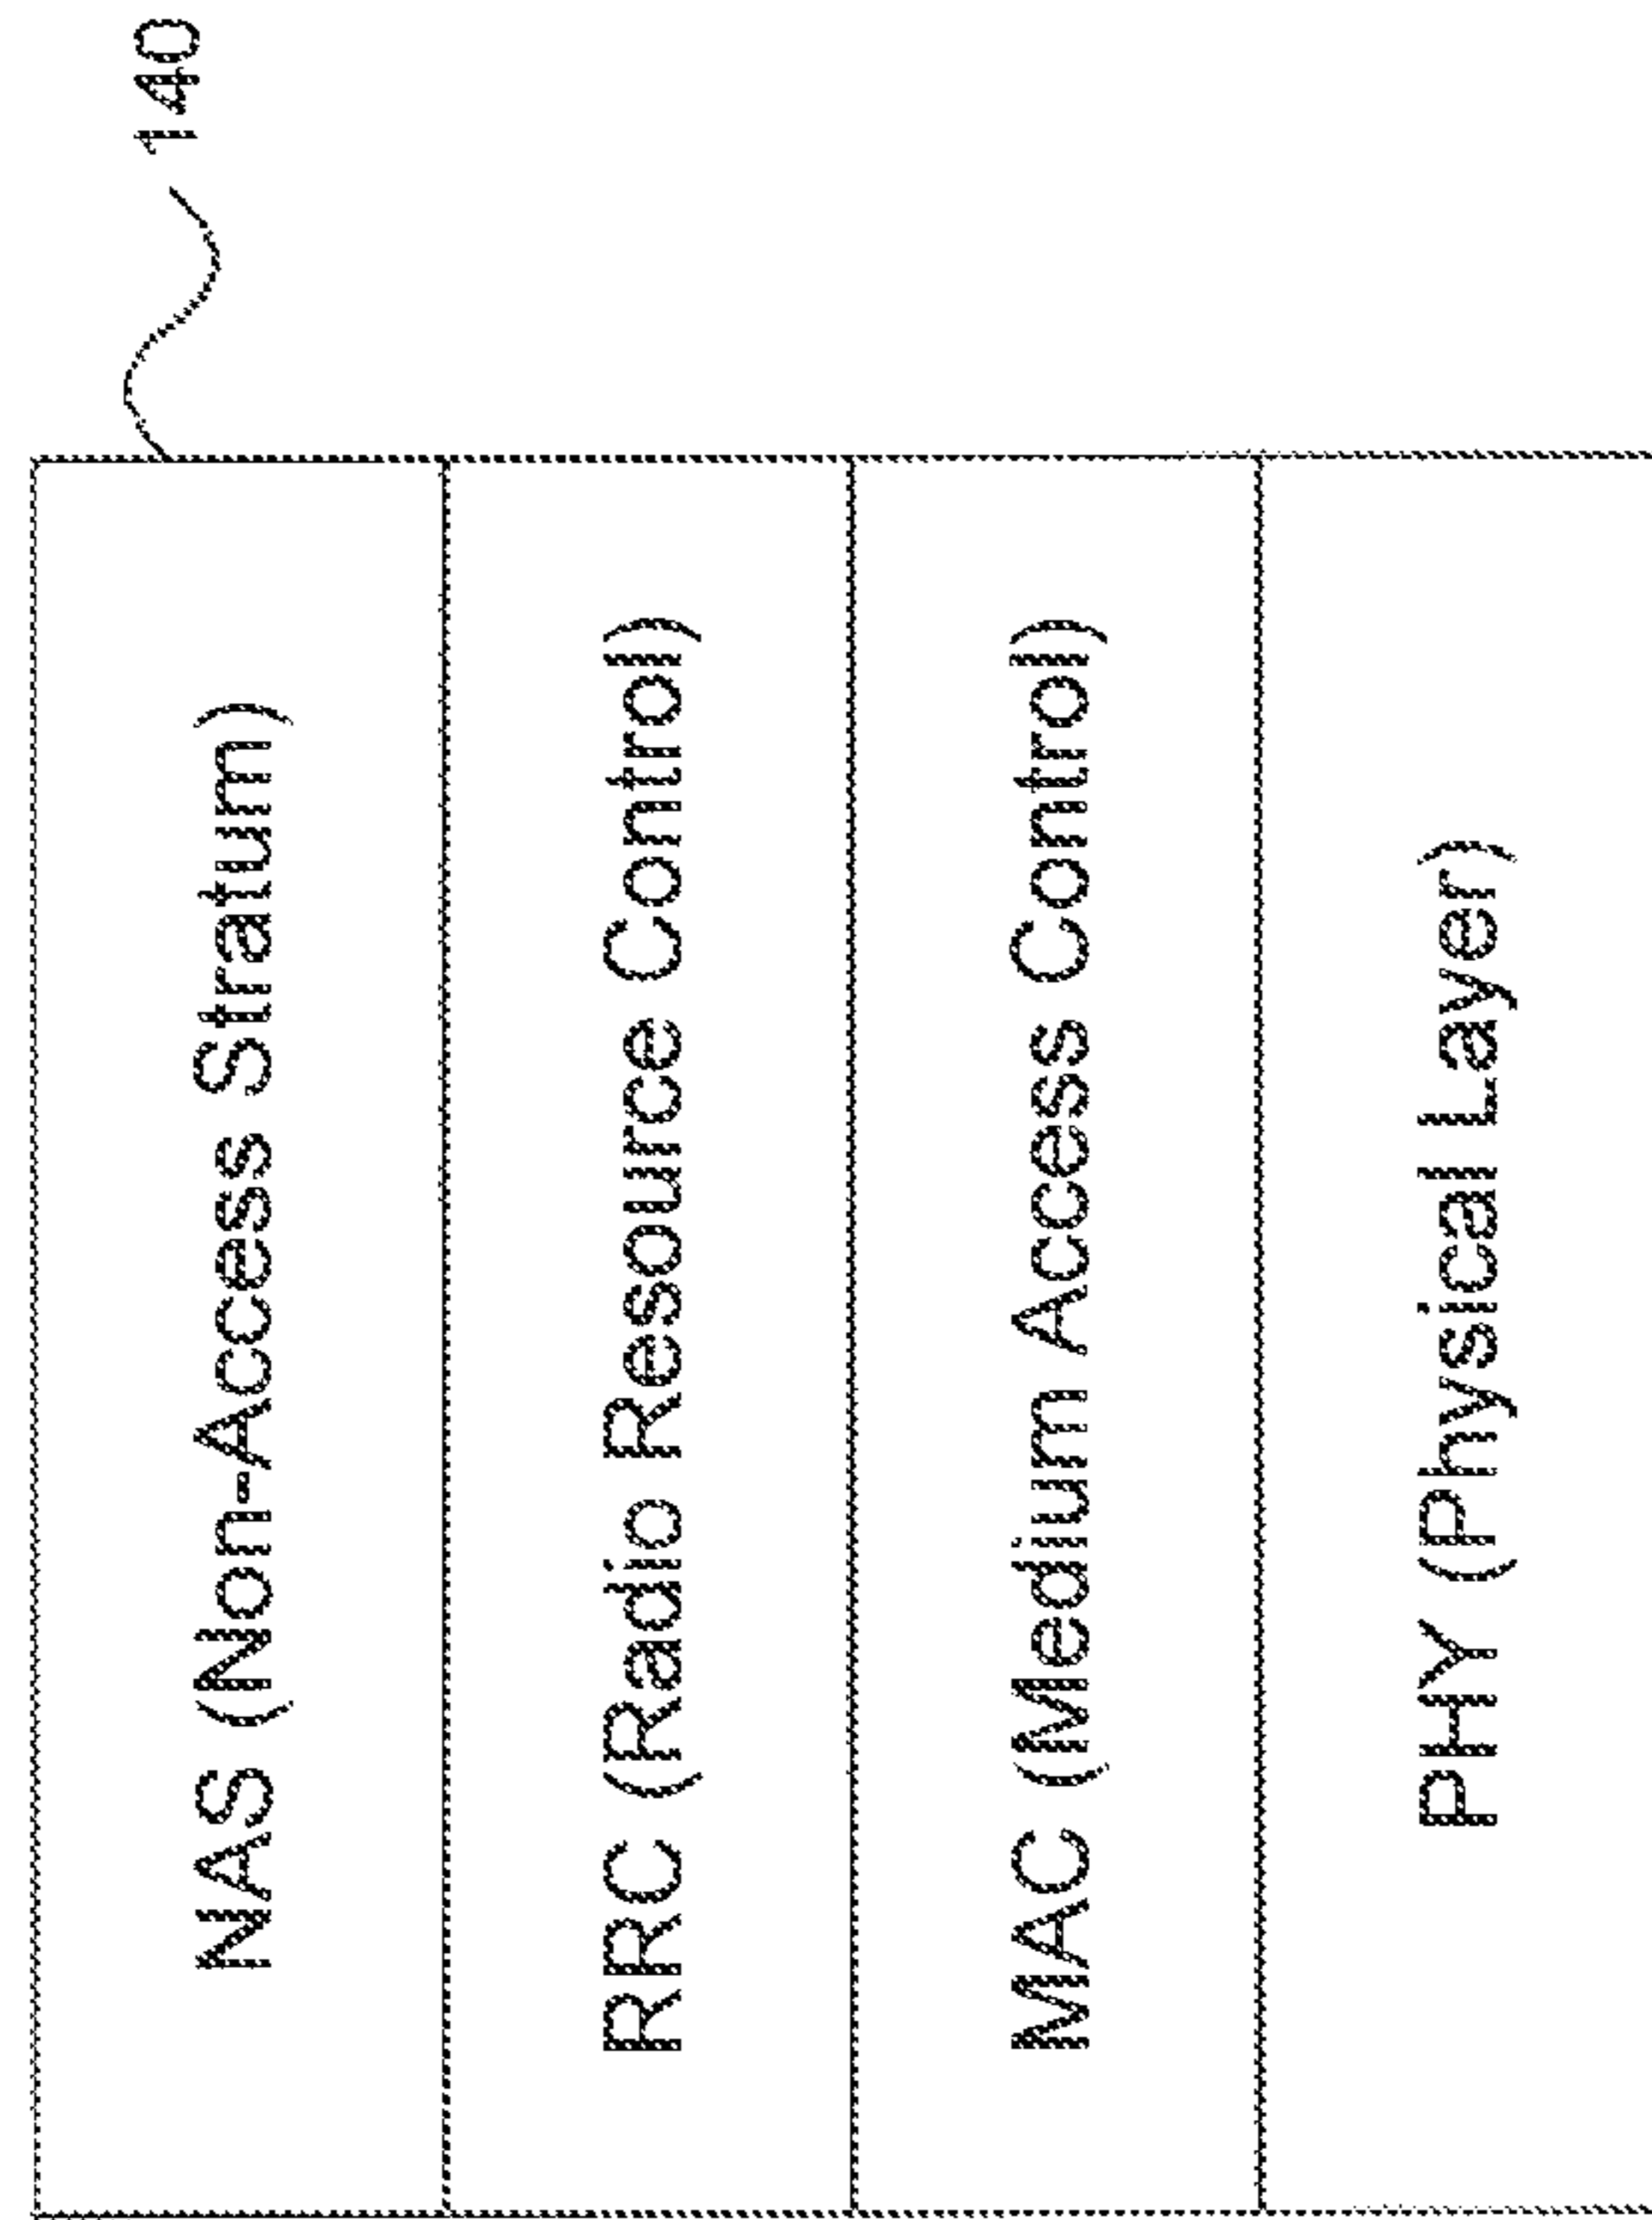 140
NAS (Non-Access Stratum)
RRC (Radio Resource Control)
MAC (Medium Access Control)
PHY (Physical Layer)